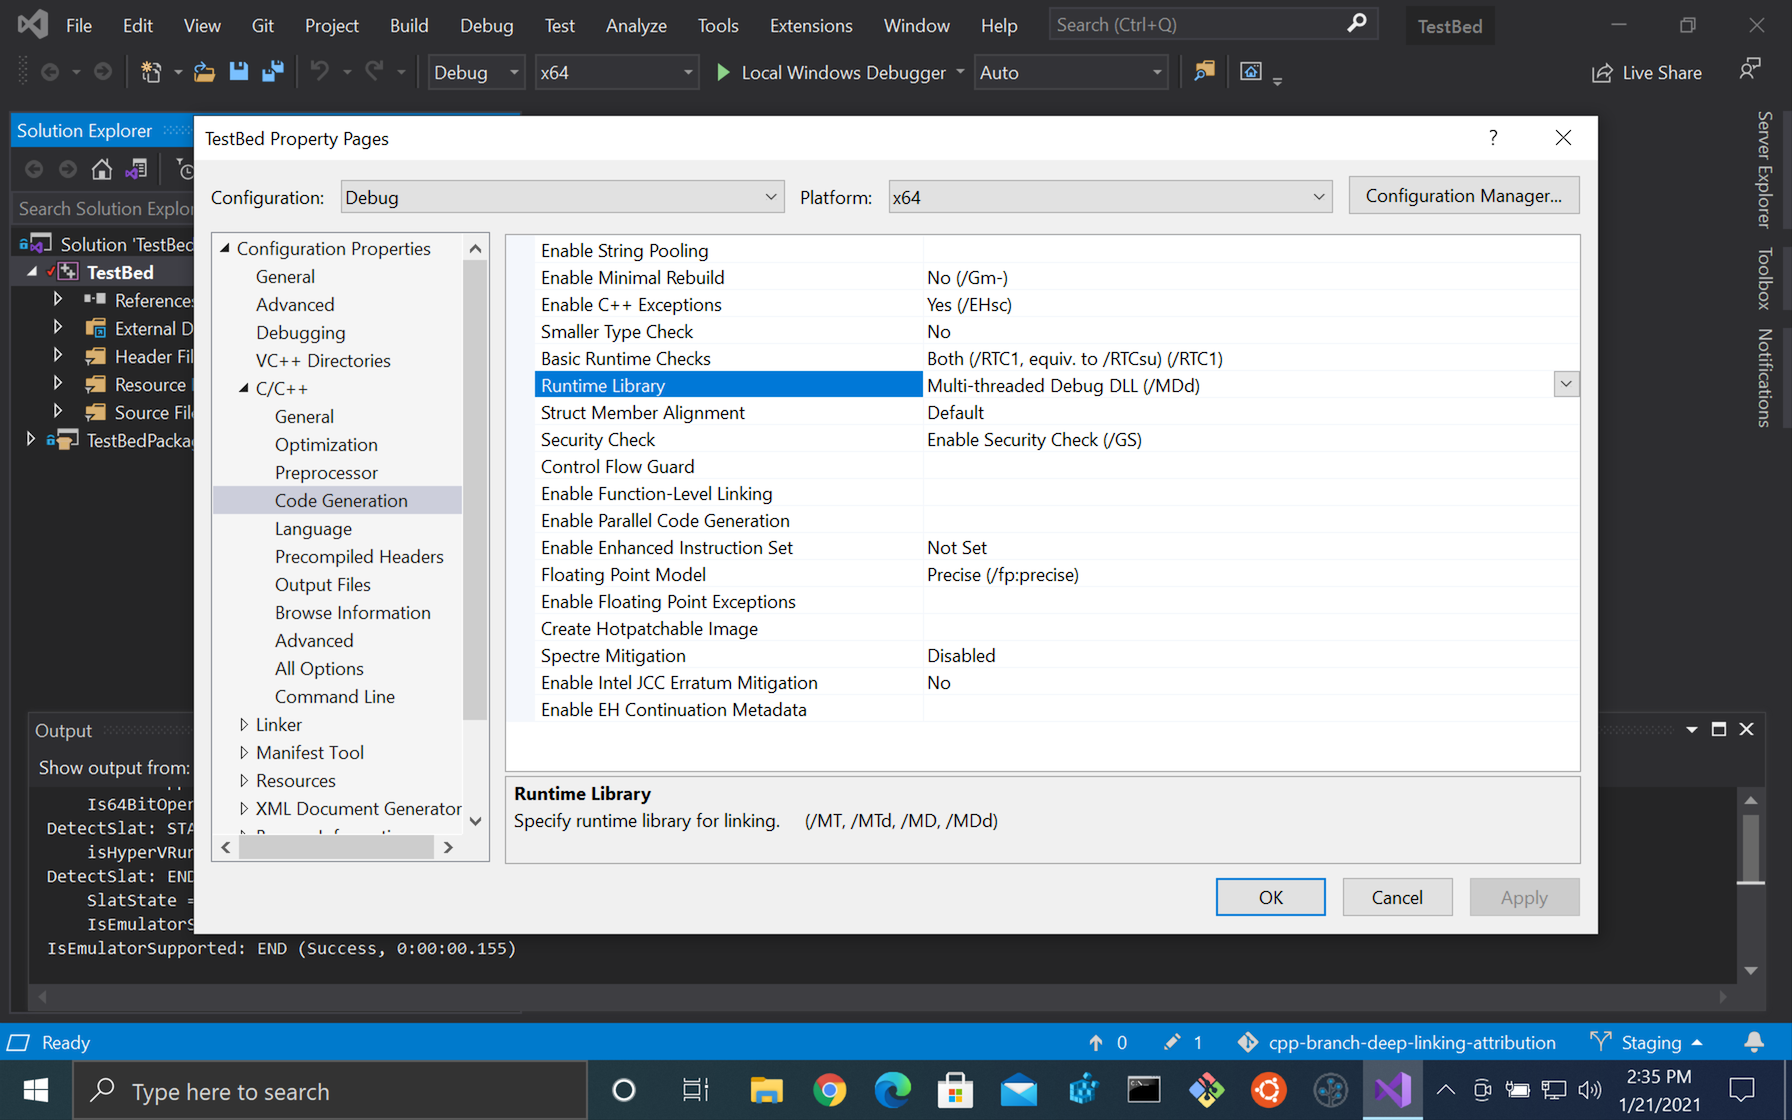 File Edit View Git Project Build Debug Test Analyze Tools Extensions Window Help Search (Ctrl+Q) TestBed
Debug x64 Local Windows Debugger Auto Live Share
Solution Explorer
Search Solution Explor
Solution 'TestBed
TestBed
References
External D
Header Fil
Resource
Source File
TestBedPacka
TestBed Property Pages ?
Configuration: Debug Platform: x64 Configuration Manager...
Configuration Properties
General
Advanced
Debugging
VC++ Directories
C/C++
General
Optimization
Preprocessor
Code Generation
Language
Precompiled Headers
Output Files
Browse Information
Advanced
All Options
Command Line
Linker
Manifest Tool
Resources
XML Document Generator
Enable String Pooling
Enable Minimal Rebuild No (/Gm-)
Enable C++ Exceptions Yes (/EHsc)
Smaller Type Check No
Basic Runtime Checks Both (/RTC1, equiv. to /RTCsu) (/RTC1)
Runtime Library Multi-threaded Debug DLL (/MDd)
Struct Member Alignment Default
Security Check Enable Security Check (/GS)
Control Flow Guard
Enable Function-Level Linking
Enable Parallel Code Generation
Enable Enhanced Instruction Set Not Set
Floating Point Model Precise (/fp:precise)
Enable Floating Point Exceptions
Create Hotpatchable Image
Spectre Mitigation Disabled
Enable Intel JCC Erratum Mitigation No
Enable EH Continuation Metadata
Runtime Library
Specify runtime library for linking. (/MT, /MTd, /MD, /MDd)
OK Cancel Apply
Server Explorer
Toolbox
Notifications
Output
Show output from:
Is64BitOper
DetectSlat: STA
isHyperVRun
DetectSlat: END
SlatState =
IsEmulatorS
IsEmulatorSupported: END (Success, 0:00:00.155)
Ready 0 1 cpp-branch-deep-linking-attribution Staging
Type here to search
2:35 PM
1/21/2021